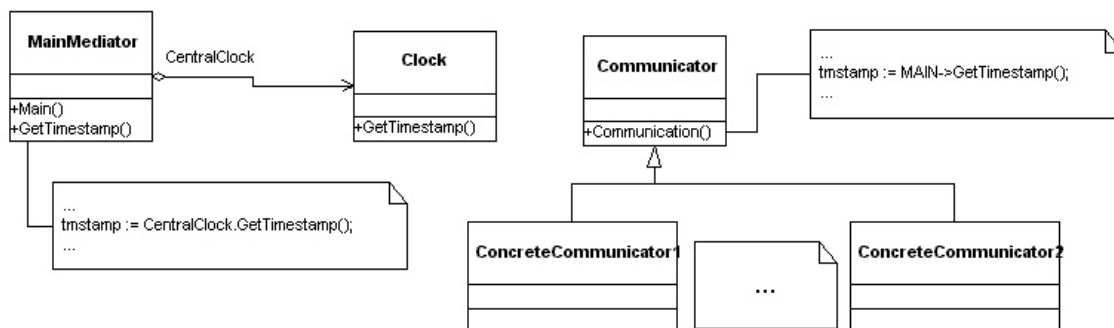 MainMediator
+Main()
+GetTimestamp()
CentralClock
Clock
+GetTimestamp()
Communicator
+Communication()
...
tmstamp := MAIN->GetTimestamp();
...
...
tmstamp := CentralClock.GetTimestamp();
...
ConcreteCommunicator1
...
ConcreteCommunicator2